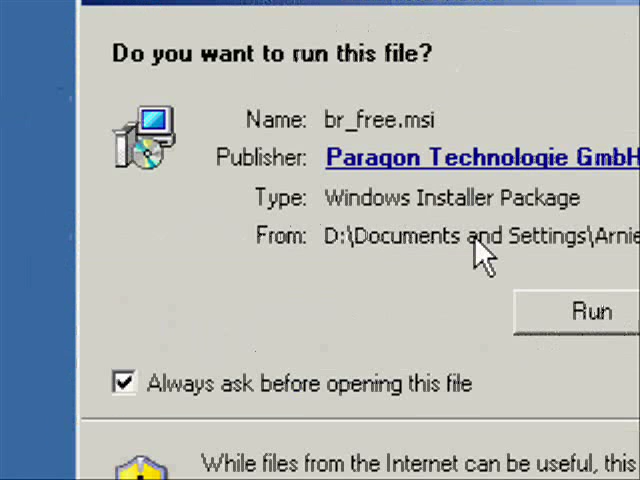 Do you want to run this file?
Name: br_free.msi
Publisher: Paragon Technologie GmbH
Type: Windows Installer Package
From: D:\Documents and Settings\Arnie
Run
Always ask before opening this file
While files from the Internet can be useful, this